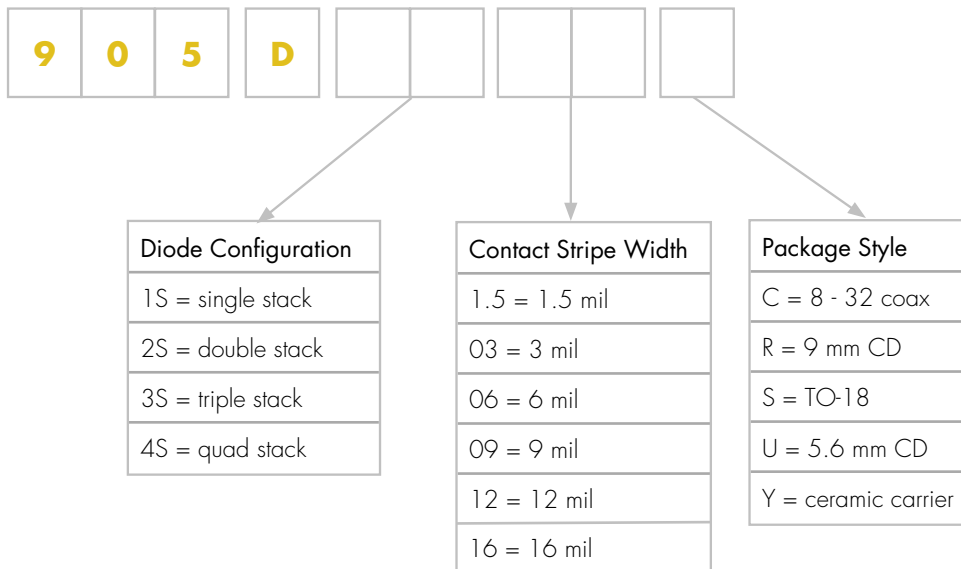 9 0 5 D
Diode Configuration
1S = single stack
2S = double stack
3S = triple stack
4S = quad stack
Contact Stripe Width
1.5 = 1.5 mil
03 = 3 mil
06 = 6 mil
09 = 9 mil
12 = 12 mil
16 = 16 mil
Package Style
C = 8 - 32 coax
R = 9 mm CD
S = TO-18
U = 5.6 mm CD
Y = ceramic carrier